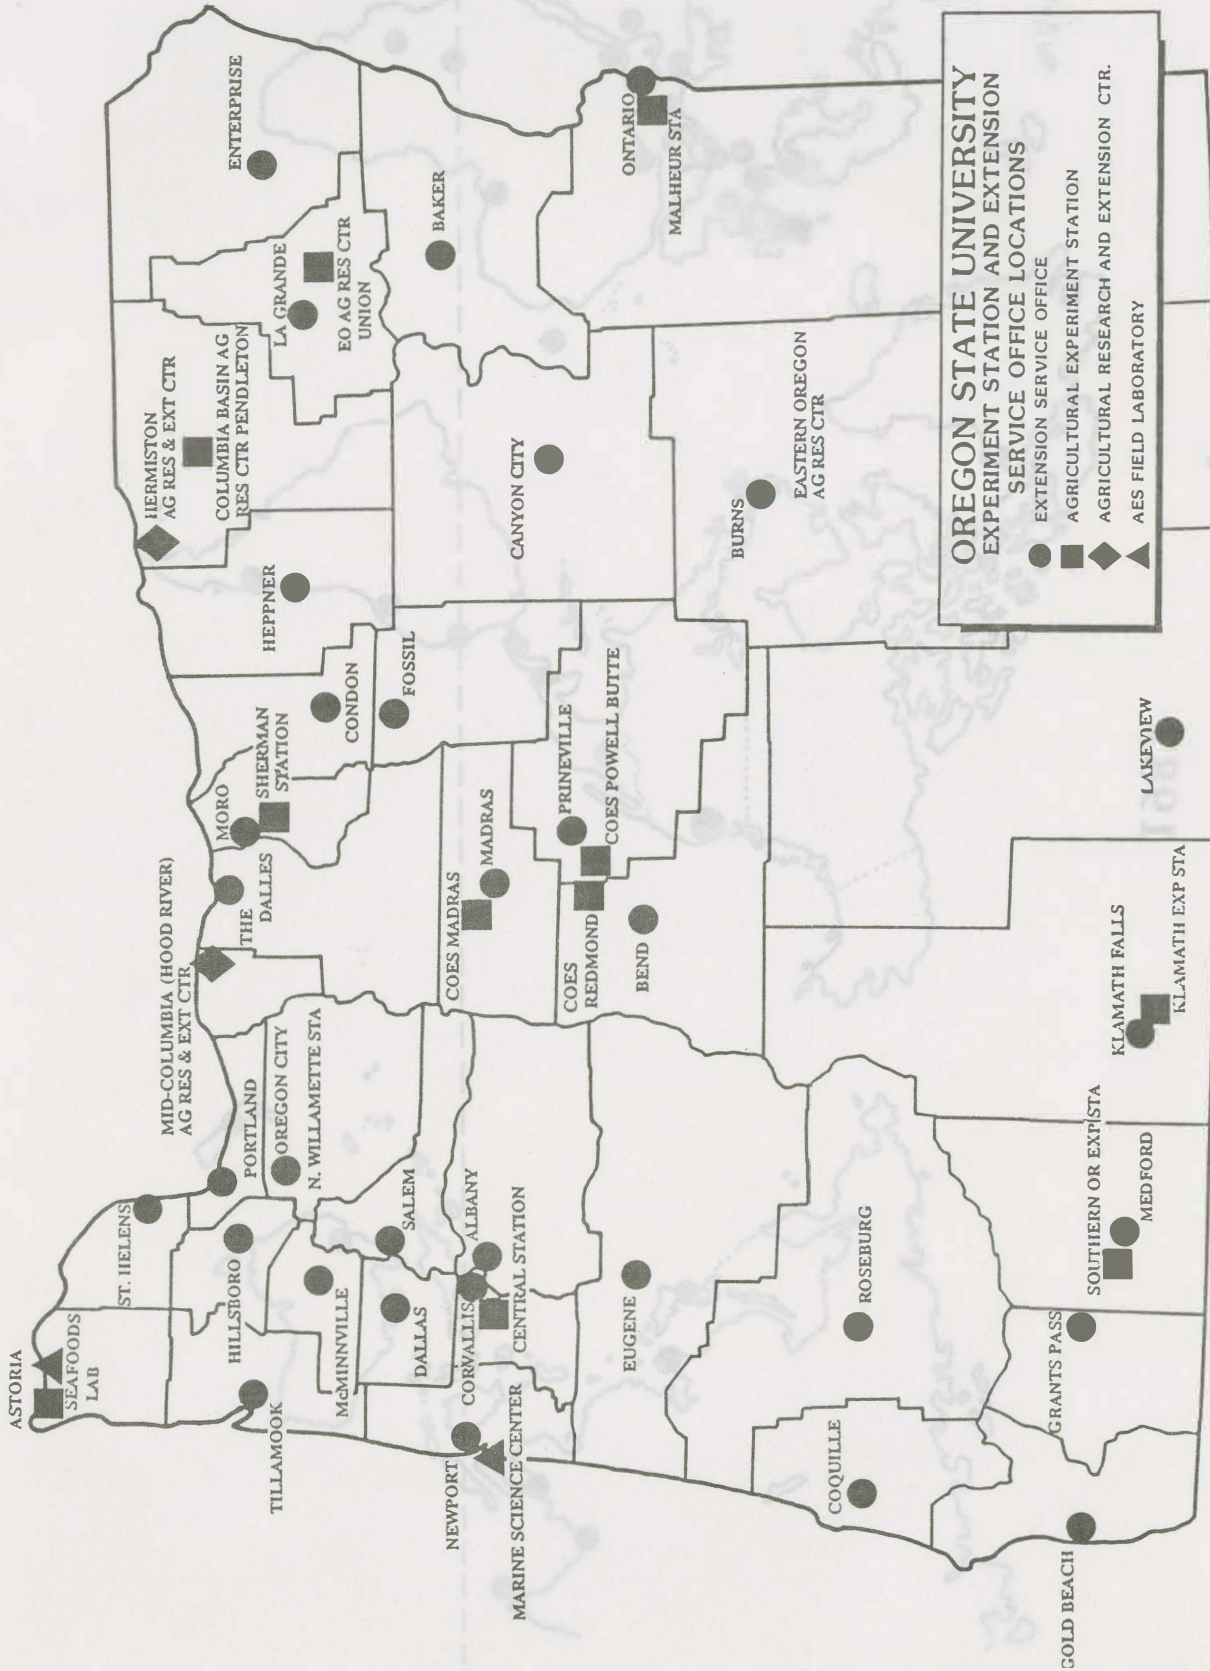 OREGON STATE UNIVERSITY
EXPERIMENT STATION AND EXTENSION
SERVICE OFFICE LOCATIONS
EXTENSION SERVICE OFFICE
AGRICULTURAL EXPERIMENT STATION
AGRICULTURAL RESEARCH AND EXTENSION CTR.
AES FIELD LABORATORY
ASTORIA
SEAFOODS
LAB
ST. HELENS
TILLAMOOK
HILLSBORO
PORTLAND
OREGON CITY
N. WILLAMETTE STA
McMINNVILLE
SALEM
DALLAS
ALBANY
CORVALLIS
CENTRAL STATION
NEWPORT
MARINE SCIENCE CENTER
EUGENE
ROSEBURG
COQUILLE
GOLD BEACH
GRANTS PASS
SOUTHERN OR EXP STA
MEDFORD
KLAMATH FALLS
KLAMATH EXP STA
LAKEVIEW
MID-COLUMBIA (HOOD RIVER)
AG RES & EXT CTR
THE
DALLES
MORO
SHERMAN
STATION
CONDON
FOSSIL
HEPPNER
COES MADRAS
MADRAS
PRINEVILLE
COES POWELL BUTTE
COES
REDMOND
BEND
HERMISTON
AG RES & EXT CTR
COLUMBIA BASIN AG
RES CTR PENDLETON
LA GRANDE
EO AG RES CTR
UNION
ENTERPRISE
BAKER
CANYON CITY
BURNS
EASTERN OREGON
AG RES CTR
ONTARIO
MALHEUR STA